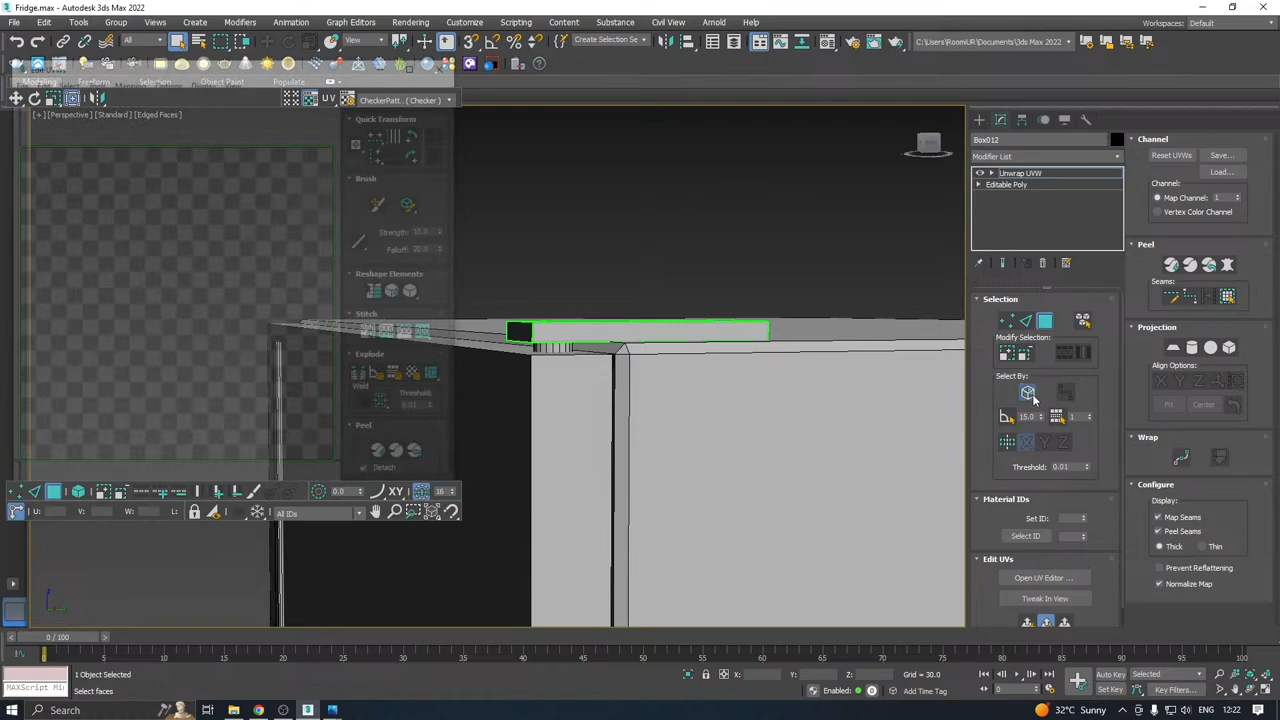 Fridge.max - Autodesk 3ds Max 2022
File Edit Tools Group Views Create Modifiers Animation Graph Editors Rendering Customize Scripting Content Substance Civil View Arnold Help
Workspaces: Default
All
View
Create Selection Se
C:\Users\RoomUR\Documents\3ds Max 2022
Edit UVWs
Modeling Freeform Selection Object Paint Populate
UV CheckerPatt.. ( Checker )
[+] [Perspective] [Standard] [Edged Faces]
Quick Transform
Brush
Strength: 10.0
Falloff: 20.0
Reshape Elements
Stitch
Explode
Weld Threshold:
0.01
Peel
Detach
0.0 XY 16
U: V: W: L: All IDs
Box012
Modifier List
Unwrap UVW
Editable Poly
Selection
Modify Selection:
Select By:
15.0 1
X Y Z
Threshold: 0.01
Material IDs
Set ID:
Select ID
Edit UVs
Open UV Editor ...
Tweak In View
Channel
Reset UVWs Save...
Load...
Channel:
Map Channel: 1
Vertex Color Channel
Peel
Seams:
Projection
Align Options:
X Y Z
Fit Center
Wrap
Configure
Display:
Map Seams
Peel Seams
Thick Thin
Prevent Reflattening
Normalize Map
z
0 / 100
0 5 10 15 20 25 30 35 40 45 50 55 60 65 70 75 80 85 90 95 100
1 Object Selected
MAXScript Mi
Select faces
X: Y: Z: Grid = 30.0
Enabled: Add Time Tag
0
Auto Key Selected
Set Key Key Filters...
Search
32°C Sunny
ENG 12:22